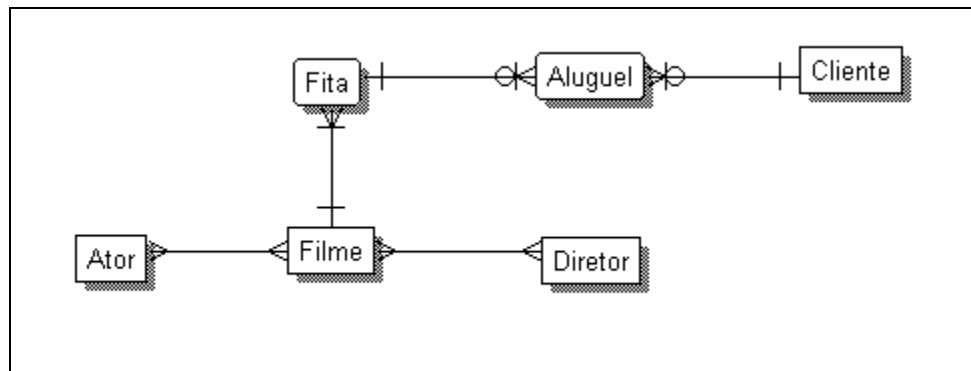 Fita
Aluguel
Cliente
Ator
Filme
Diretor